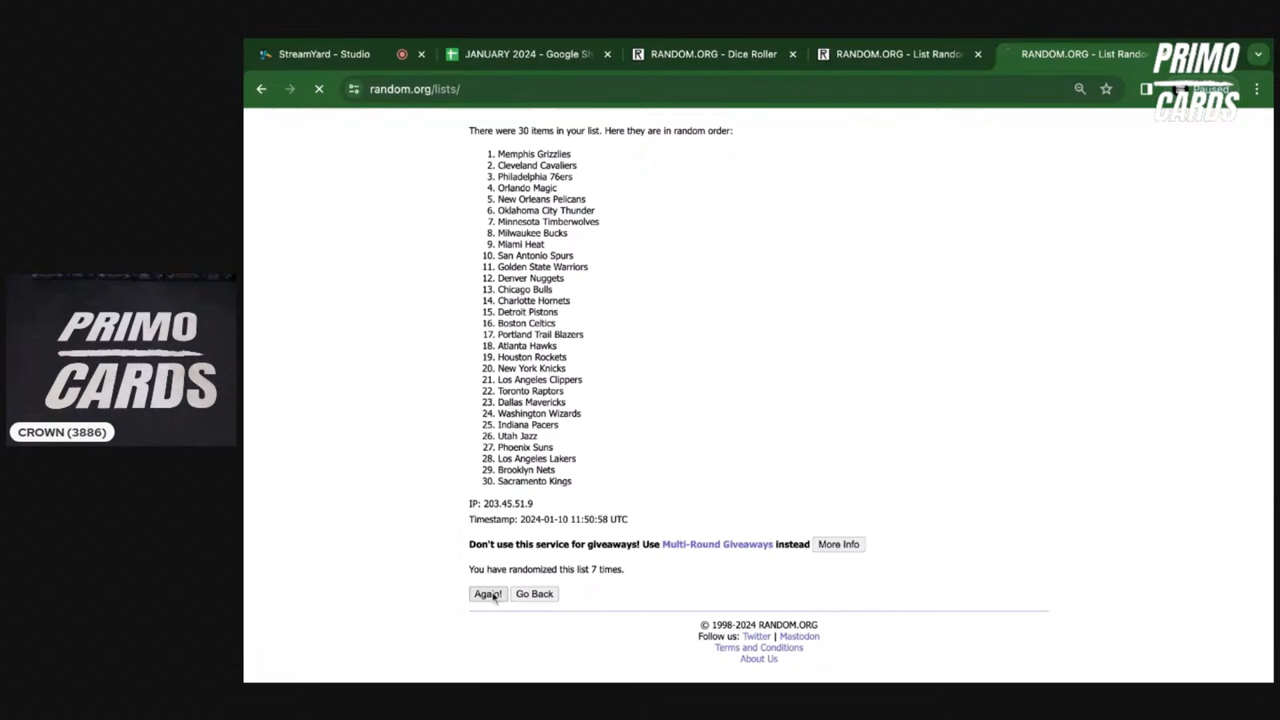 StreamYard - Studio
JANUARY 2024 - Google Sh
RANDOM.ORG - Dice Roller
RANDOM.ORG - List Rando
RANDOM.ORG - List Rando
PRIMO
CARDS
random.org/lists/
Paused
There were 30 items in your list. Here they are in random order:
1. Memphis Grizzlies
2. Cleveland Cavaliers
3. Philadelphia 76ers
4. Orlando Magic
5. New Orleans Pelicans
6. Oklahoma City Thunder
7. Minnesota Timberwolves
8. Milwaukee Bucks
9. Miami Heat
10. San Antonio Spurs
11. Golden State Warriors
12. Denver Nuggets
13. Chicago Bulls
14. Charlotte Hornets
15. Detroit Pistons
16. Boston Celtics
17. Portland Trail Blazers
18. Atlanta Hawks
19. Houston Rockets
20. New York Knicks
21. Los Angeles Clippers
22. Toronto Raptors
23. Dallas Mavericks
24. Washington Wizards
25. Indiana Pacers
26. Utah Jazz
27. Phoenix Suns
28. Los Angeles Lakers
29. Brooklyn Nets
30. Sacramento Kings
IP: 203.45.51.9
Timestamp: 2024-01-10 11:50:58 UTC
Don't use this service for giveaways! Use Multi-Round Giveaways instead More Info
You have randomized this list 7 times.
Again! Go Back
© 1998-2024 RANDOM.ORG
Follow us: Twitter | Mastodon
Terms and Conditions
About Us
PRIMO
CARDS
CROWN (3886)